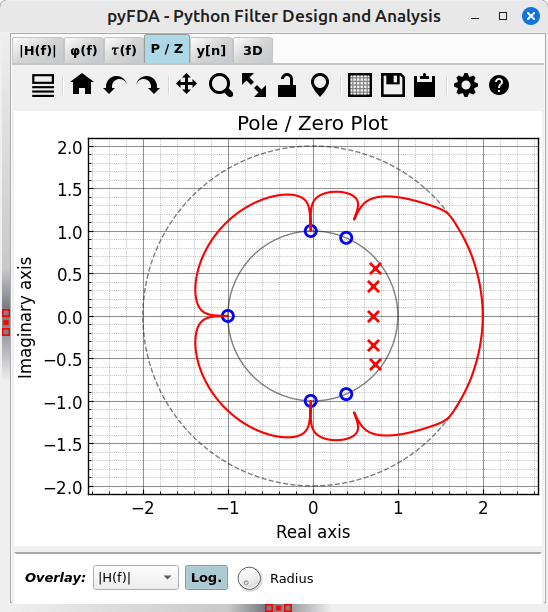 pyFDA - Python Filter Design and Analysis
|H(f)| φ(f) τ(f) P / Z y[n] 3D
Pole / Zero Plot
2.0
1.5
1.0
0.5
0.0
−0.5
−1.0
−1.5
−2.0
Imaginary axis
−2 −1 0 1 2
Real axis
Overlay: |H(f)| Log. Radius